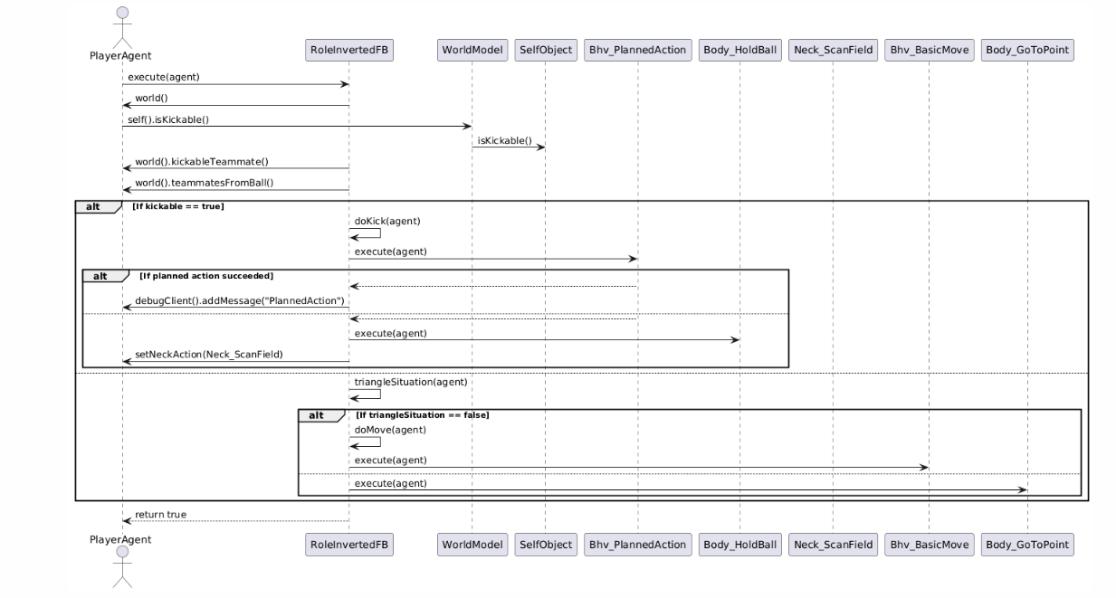 PlayerAgent
RoleInvertedFB
WorldModel
SelfObject
Bhv_PlannedAction
Body_HoldBall
Neck_ScanField
Bhv_BasicMove
Body_GoToPoint
execute(agent)
world()
self().isKickable()
isKickable()
world().kickableTeammate()
world().teammatesFromBall()
alt [If kickable == true]
doKick(agent)
execute(agent)
alt [If planned action succeeded]
debugClient().addMessage("PlannedAction")
execute(agent)
setNeckAction(Neck_ScanField)
triangleSituation(agent)
alt [If triangleSituation == false]
doMove(agent)
execute(agent)
execute(agent)
return true
PlayerAgent
RoleInvertedFB
WorldModel
SelfObject
Bhv_PlannedAction
Body_HoldBall
Neck_ScanField
Bhv_BasicMove
Body_GoToPoint